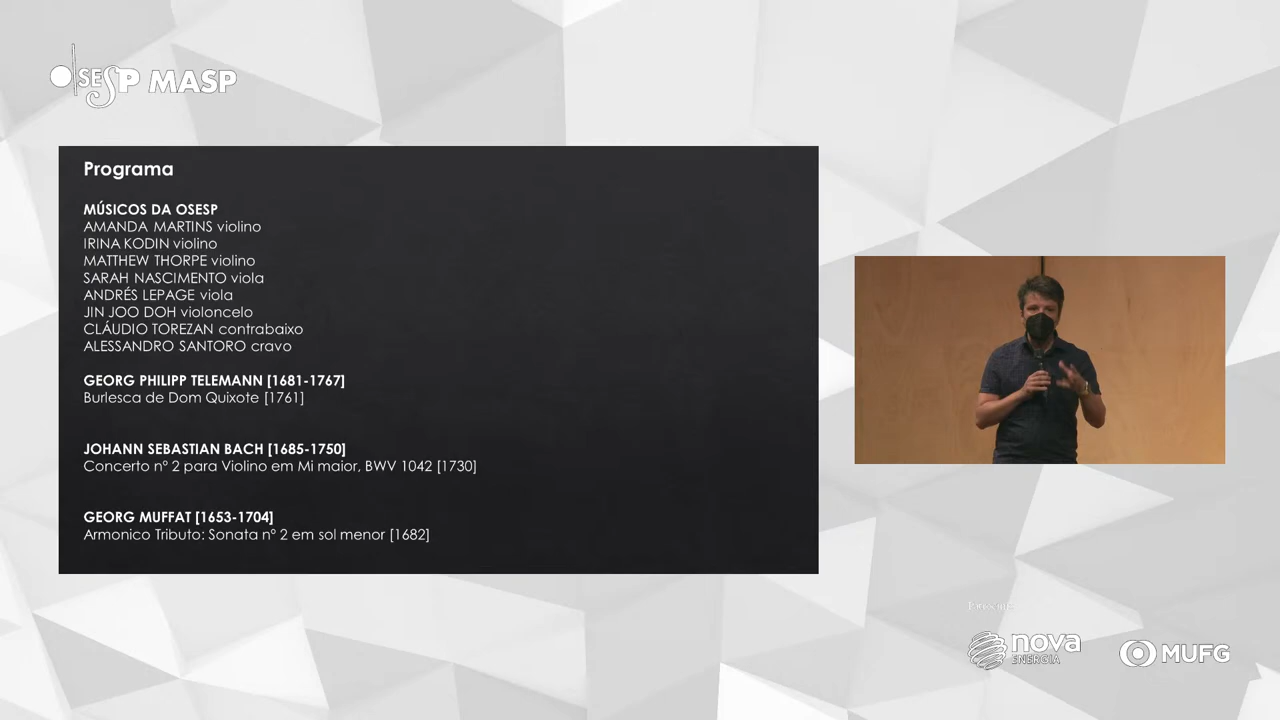 OSESP MASP
Programa
MÚSICOS DA OSESP
AMANDA MARTINS violino
IRINA KODIN violino
MATTHEW THORPE violino
SARAH NASCIMENTO viola
ANDRÉS LEPAGE viola
JIN JOO DOH violoncelo
CLÁUDIO TOREZAN contrabaixo
ALESSANDRO SANTORO cravo
GEORG PHILIPP TELEMANN [1681-1767]
Burlesca de Dom Quixote [1761]
JOHANN SEBASTIAN BACH [1685-1750]
Concerto nº 2 para Violino em Mi maior, BWV 1042 [1730]
GEORG MUFFAT [1653-1704]
Armonico Tributo: Sonata nº 2 em sol menor [1682]
nova
ENERGIA
MUFG